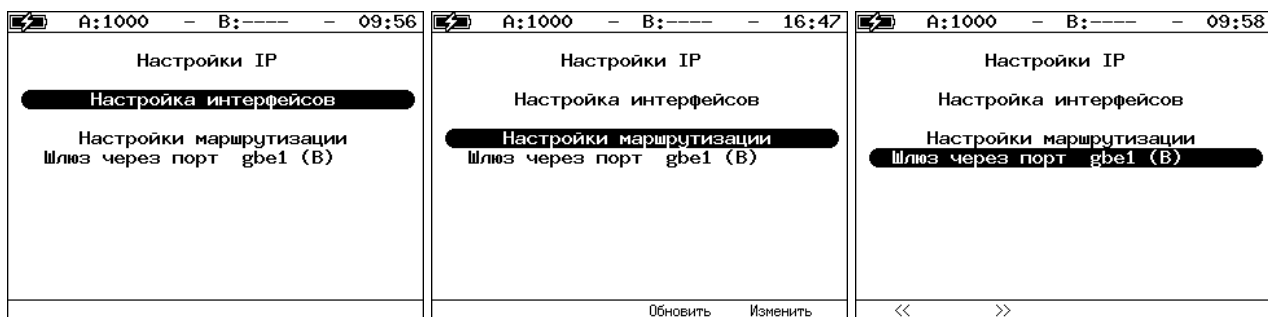 A:1000 – B:---- – 09:56
Настройки IP
Настройка интерфейсов
Настройки маршрутизации
Шлюз через порт gbe1 (B)
A:1000 – B:---- – 16:47
Настройки IP
Настройка интерфейсов
Настройки маршрутизации
Шлюз через порт gbe1 (B)
Обновить Изменить
A:1000 – B:---- – 09:58
Настройки IP
Настройка интерфейсов
Настройки маршрутизации
Шлюз через порт gbe1 (B)
<< >>